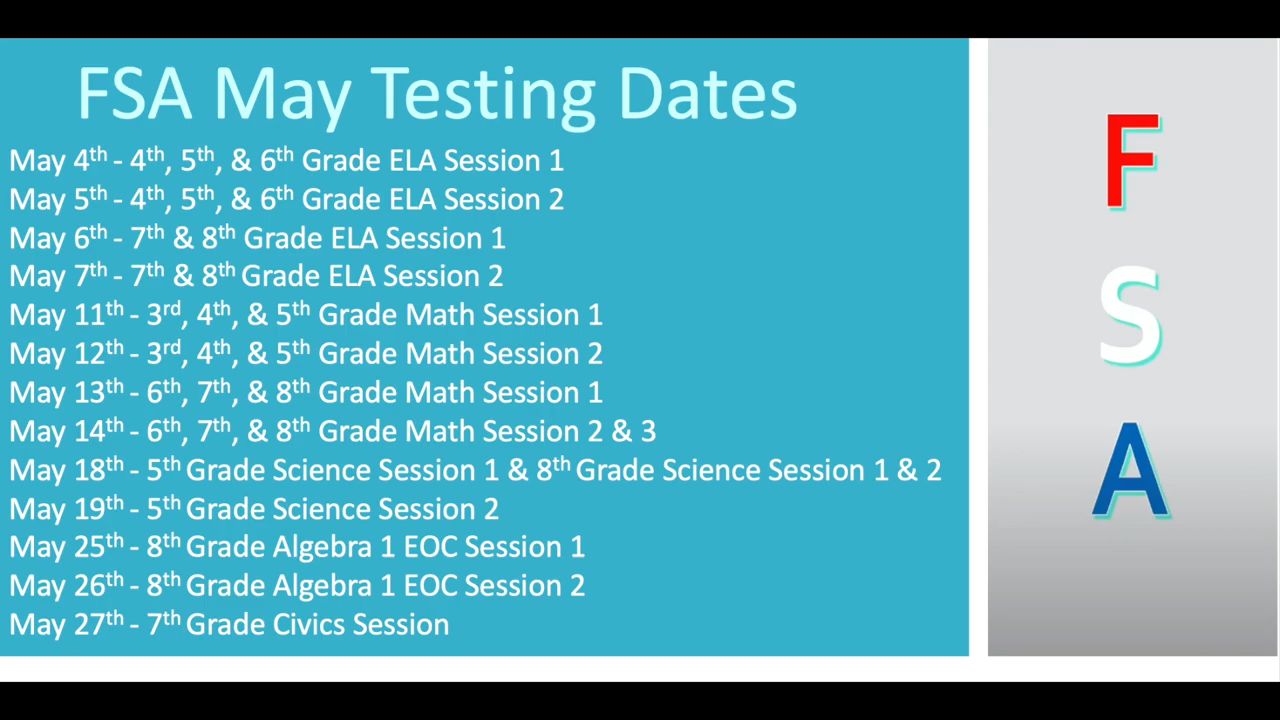 FSA May Testing Dates
May 4th - 4th, 5th, & 6th Grade ELA Session 1
May 5th - 4th, 5th, & 6th Grade ELA Session 2
May 6th - 7th & 8th Grade ELA Session 1
May 7th - 7th & 8th Grade ELA Session 2
May 11th - 3rd, 4th, & 5th Grade Math Session 1
May 12th - 3rd, 4th, & 5th Grade Math Session 2
May 13th - 6th, 7th, & 8th Grade Math Session 1
May 14th - 6th, 7th, & 8th Grade Math Session 2 & 3
May 18th - 5th Grade Science Session 1 & 8th Grade Science Session 1 & 2
May 19th - 5th Grade Science Session 2
May 25th - 8th Grade Algebra 1 EOC Session 1
May 26th - 8th Grade Algebra 1 EOC Session 2
May 27th - 7th Grade Civics Session
F
S
A